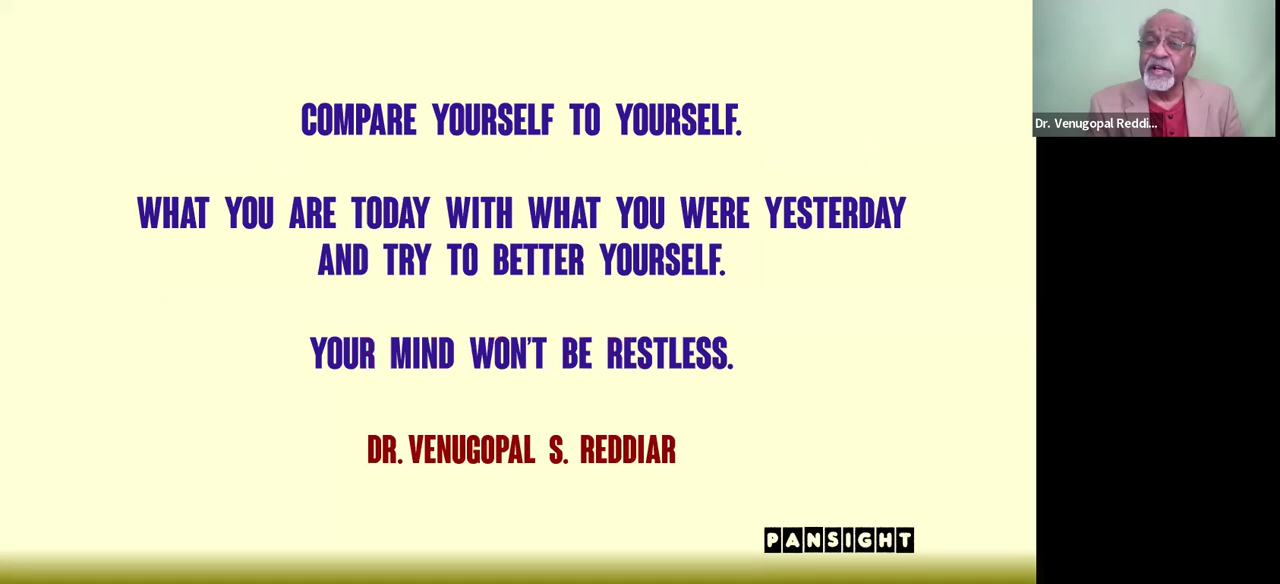 COMPARE YOURSELF TO YOURSELF.
WHAT YOU ARE TODAY WITH WHAT YOU WERE YESTERDAY
AND TRY TO BETTER YOURSELF.
YOUR MIND WON'T BE RESTLESS.
DR. VENUGOPAL S. REDDIAR
PANSIGHT
Dr. Venugopal Reddi...